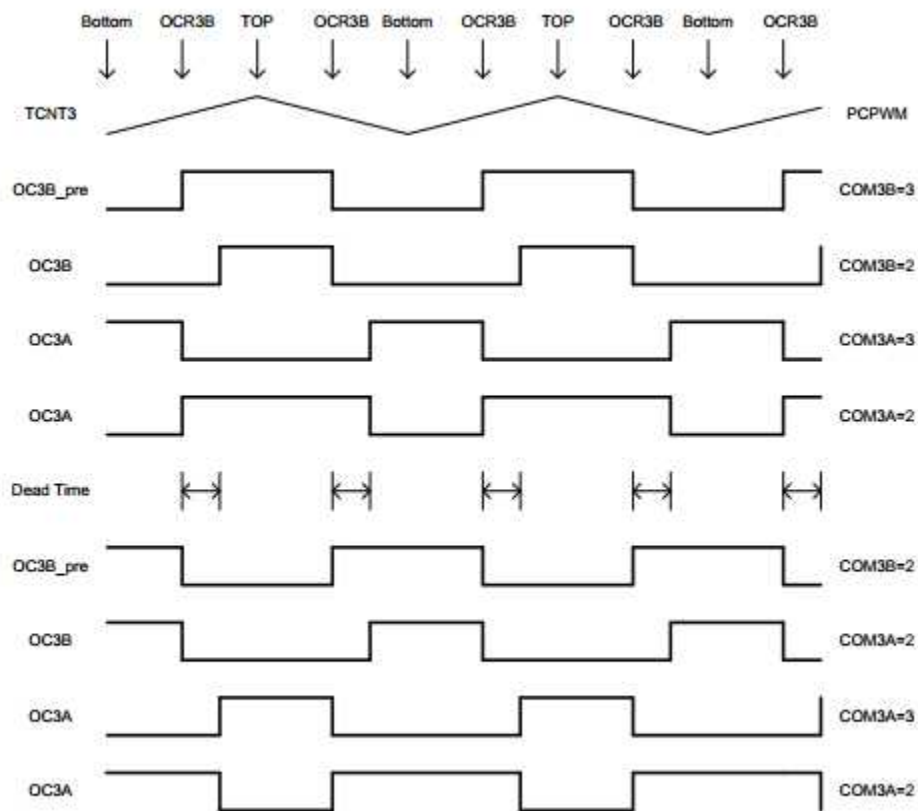 Bottom OCR3B TOP OCR3B Bottom OCR3B TOP OCR3B Bottom OCR3B
TCNT3 PCPWM
OC3B_pre COM3B=3
OC3B COM3B=2
OC3A COM3A=3
OC3A COM3A=2
Dead Time
OC3B_pre COM3B=2
OC3B COM3A=2
OC3A COM3A=3
OC3A COM3A=2